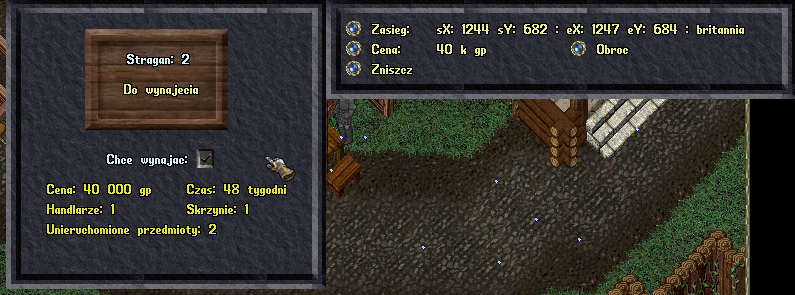 Stragan: 2
Do wynajecia
Chce wynajac:
Cena: 40 000 gp Czas: 48 tygodni
Handlarze: 1 Skrzynie: 1
Unieruchomione przedmioty: 2
Zasieg: sX: 1244 sY: 682 : eX: 1247 eY: 684 : britannia
Cena: 40 k gp Obroc
Zniszcz